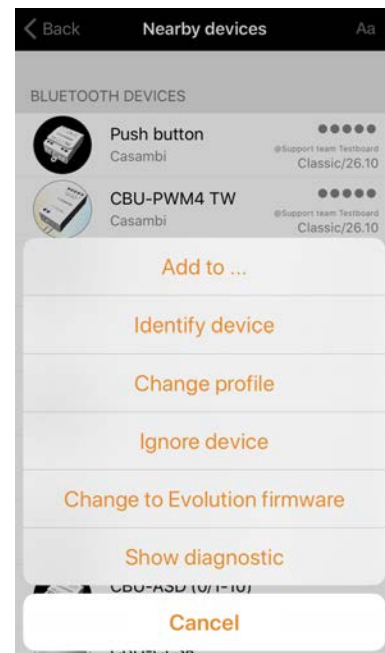 Back Nearby devices Aa
BLUETOOTH DEVICES
Push button
Casambi
@Support team Testboard
Classic/26.10
CBU-PWM4 TW
Casambi
@Support team Testboard
Classic/26.10
Add to ...
Identify device
Change profile
Ignore device
Change to Evolution firmware
Show diagnostic
CBU-ASD (0/1-10)
Cancel